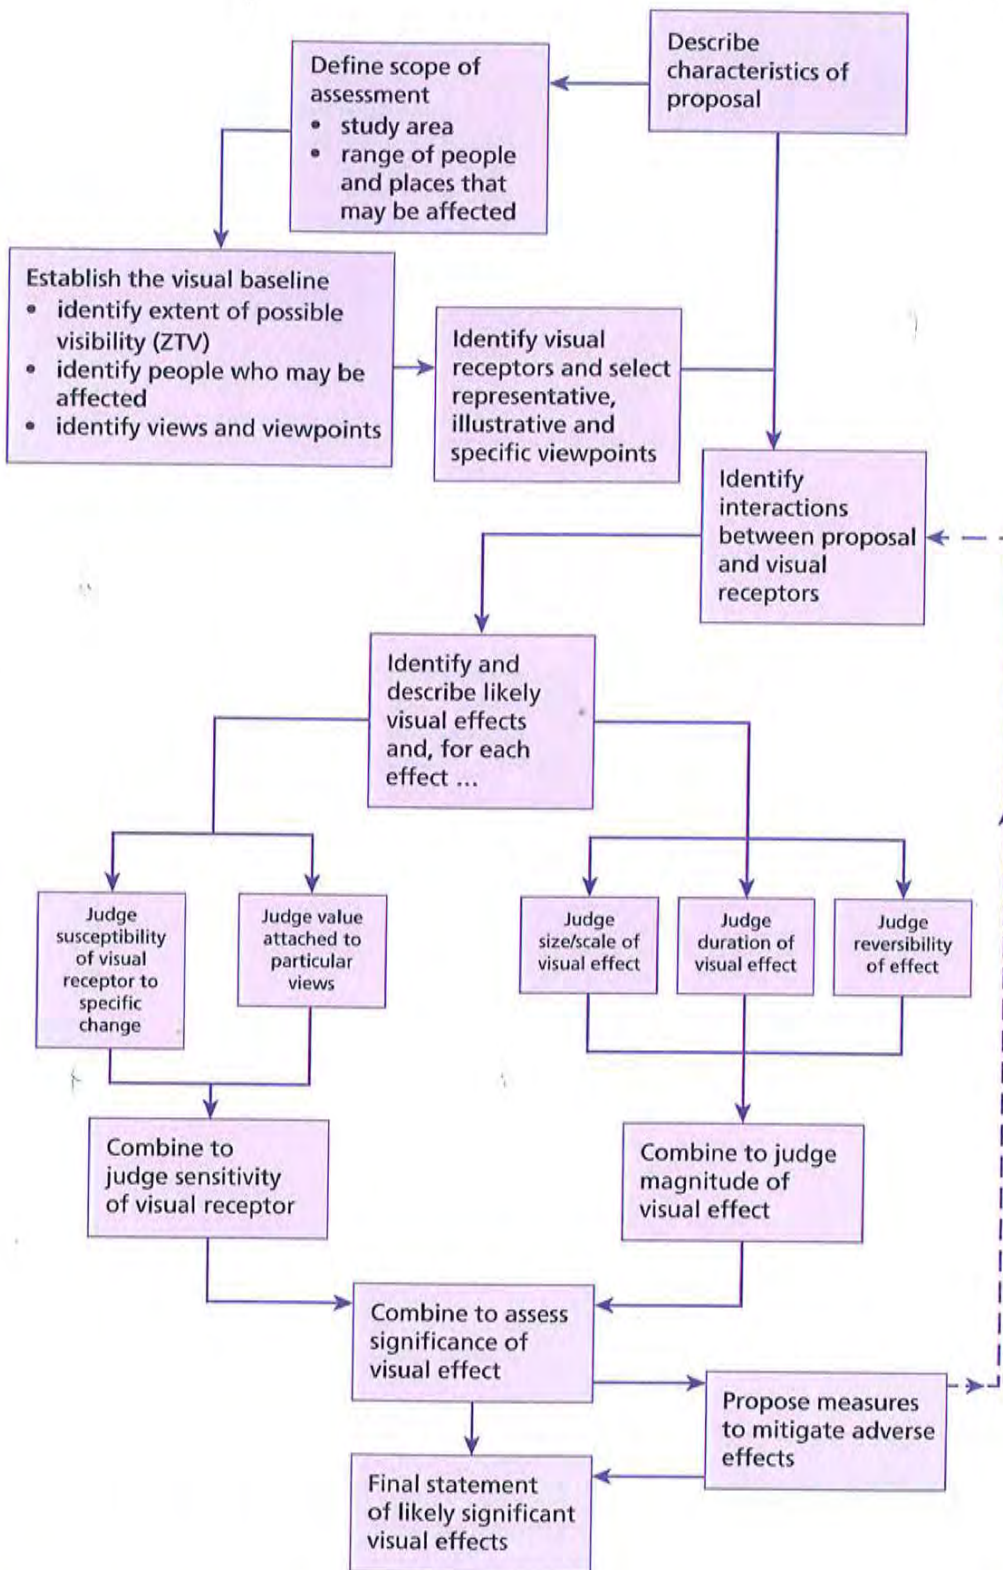 Describe
characteristics of
proposal
Define scope of
assessment
• study area
• range of people
and places that
may be affected
Establish the visual baseline
• identify extent of possible
visibility (ZTV)
• identify people who may be
affected
• identify views and viewpoints
Identify visual
receptors and select
representative,
illustrative and
specific viewpoints
Identify
interactions
between proposal
and visual
receptors
Identify and
describe likely
visual effects
and, for each
effect ...
Judge
susceptibility
of visual
receptor to
specific
change
Judge value
attached to
particular
views
Judge
size/scale of
visual effect
Judge
duration of
visual effect
Judge
reversibility
of effect
Combine to
judge sensitivity
of visual receptor
Combine to judge
magnitude of
visual effect
Combine to assess
significance of
visual effect
Propose measures
to mitigate adverse
effects
Final statement
of likely significant
visual effects